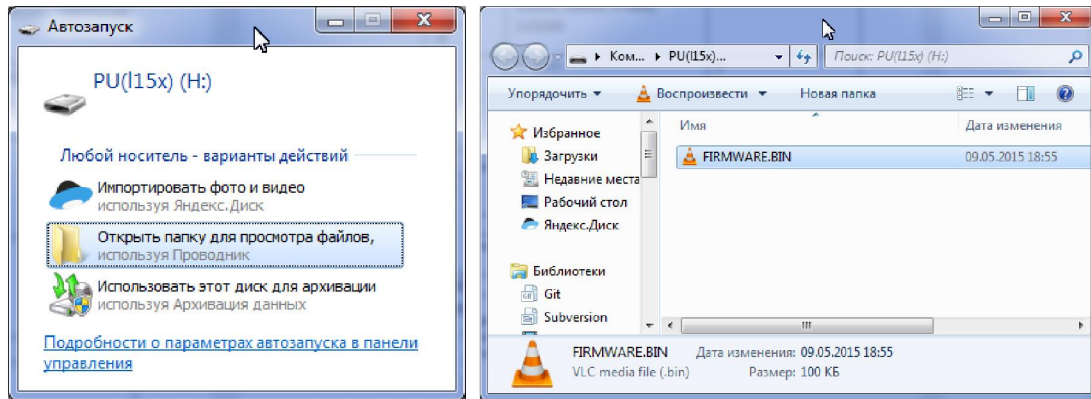 Автозапуск
PU(l15x) (H:)
Любой носитель - варианты действий
Импортировать фото и видео
используя Яндекс.Диск
Открыть папку для просмотра файлов,
используя Проводник
Использовать этот диск для архивации
используя Архивация данных
Подробности о параметрах автозапуска в панели
управления
Ком... PU(l15x)... Поиск: PU(l15x) (H:)
Упорядочить Воспроизвести Новая папка
Имя Дата изменения
Избранное
Загрузки
Недавние места
Рабочий стол
Яндекс.Диск
Библиотеки
Git
Subversion
FIRMWARE.BIN 09.05.2015 18:55
FIRMWARE.BIN Дата изменения: 09.05.2015 18:55
VLC media file (.bin) Размер: 100 КБ